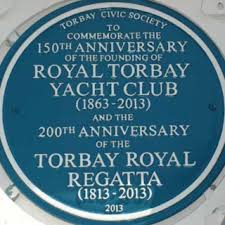 TORBAY CIVIC SOCIETY
TO COMMEMORATE THE
150TH ANNIVERSARY
OF THE FOUNDING OF
ROYAL TORBAY
YACHT CLUB
(1863-2013)
AND THE
200TH ANNIVERSARY
OF THE
TORBAY ROYAL
REGATTA
(1813-2013)
2013